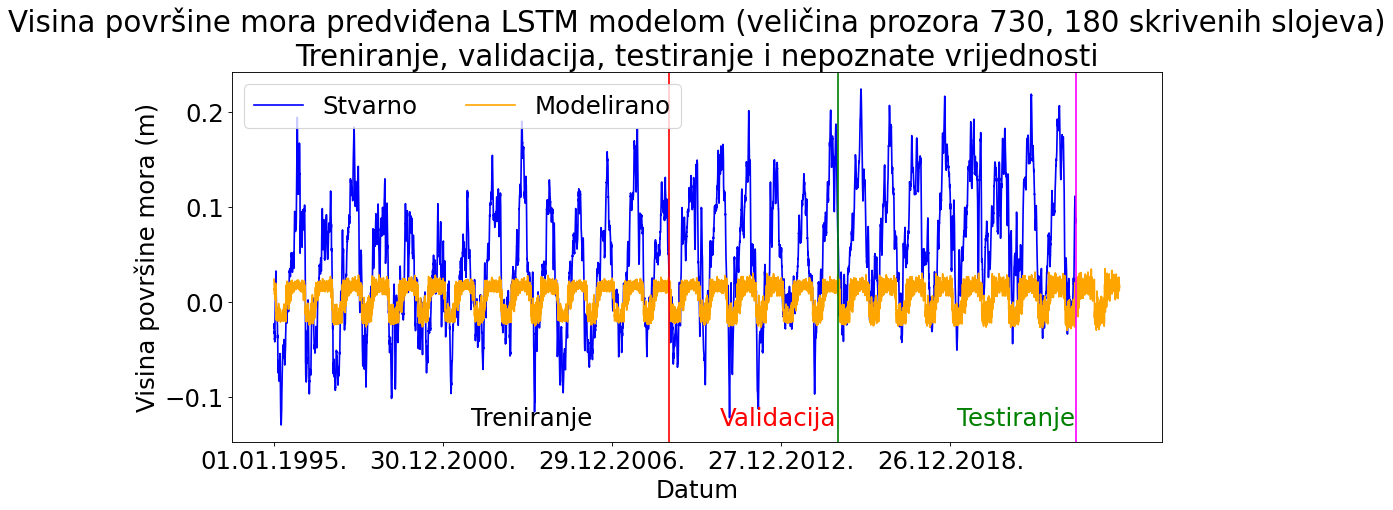 Visina površine mora predviđena LSTM modelom (veličina prozora 730, 180 skrivenih slojeva)
Treniranje, validacija, testiranje i nepoznate vrijednosti
Stvarno
Modelirano
Visina površine mora (m)
0.2
0.1
0.0
−0.1
Treniranje
Validacija
Testiranje
01.01.1995.
30.12.2000.
29.12.2006.
27.12.2012.
26.12.2018.
Datum